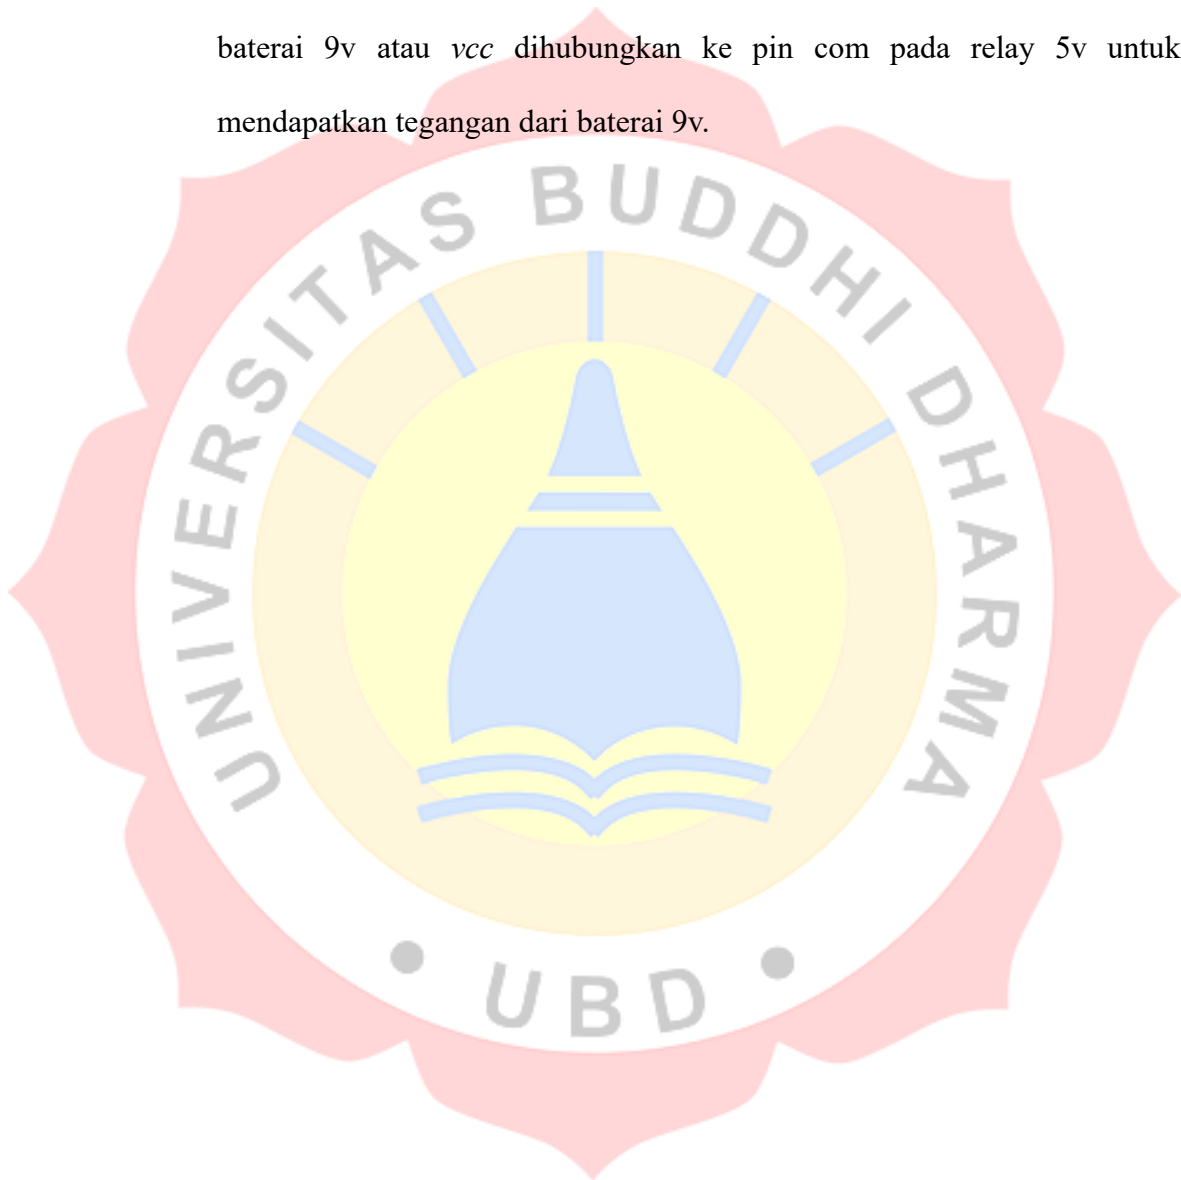 baterai 9v atau vcc dihubungkan ke pin com pada relay 5v untuk
mendapatkan tegangan dari baterai 9v.
UNIVERSITAS BUDDHI DHARMA
• UBD •